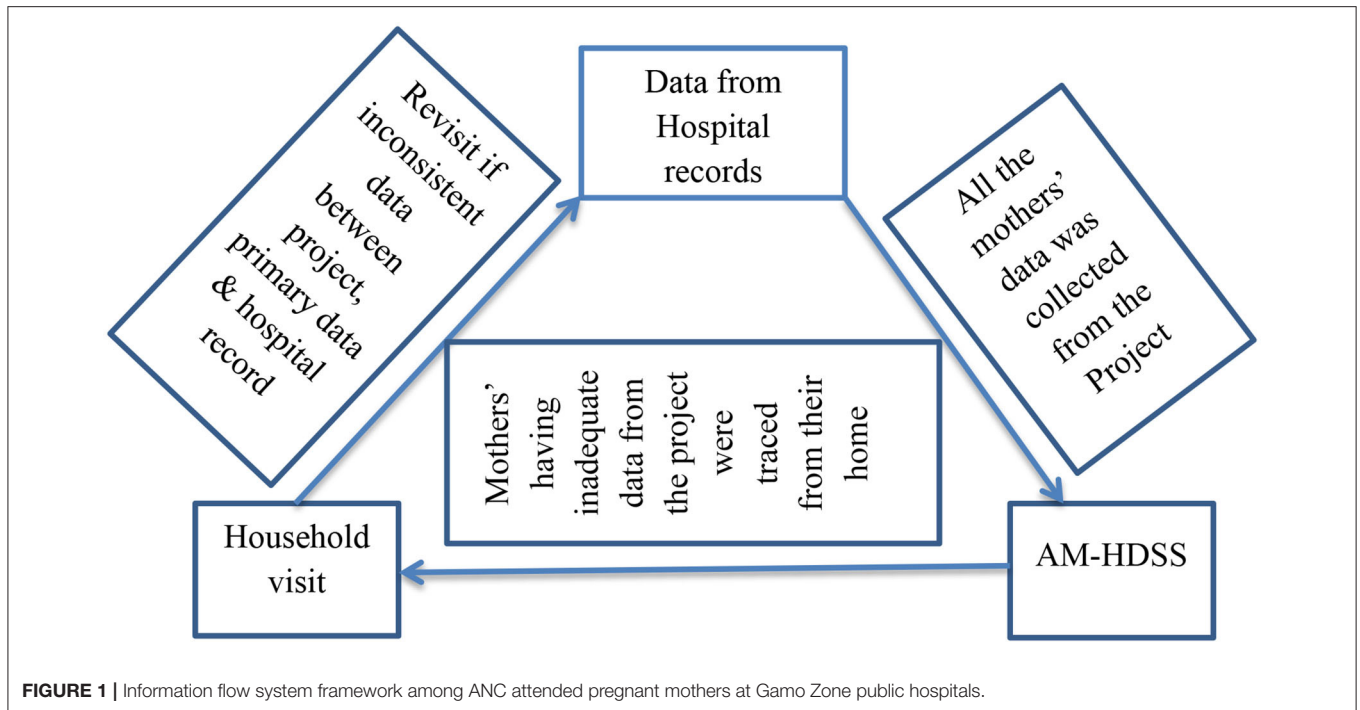 Revisit if
inconsistent
data
between
project,
primary data
& hospital
record
Data from
Hospital
records
All the
mothers'
data was
collected
from the
Project
Mothers'
having
inadequate
data from
the project
were
traced
from their
home
Household
visit
AM-HDSS
FIGURE 1 | Information flow system framework among ANC attended pregnant mothers at Gamo Zone public hospitals.